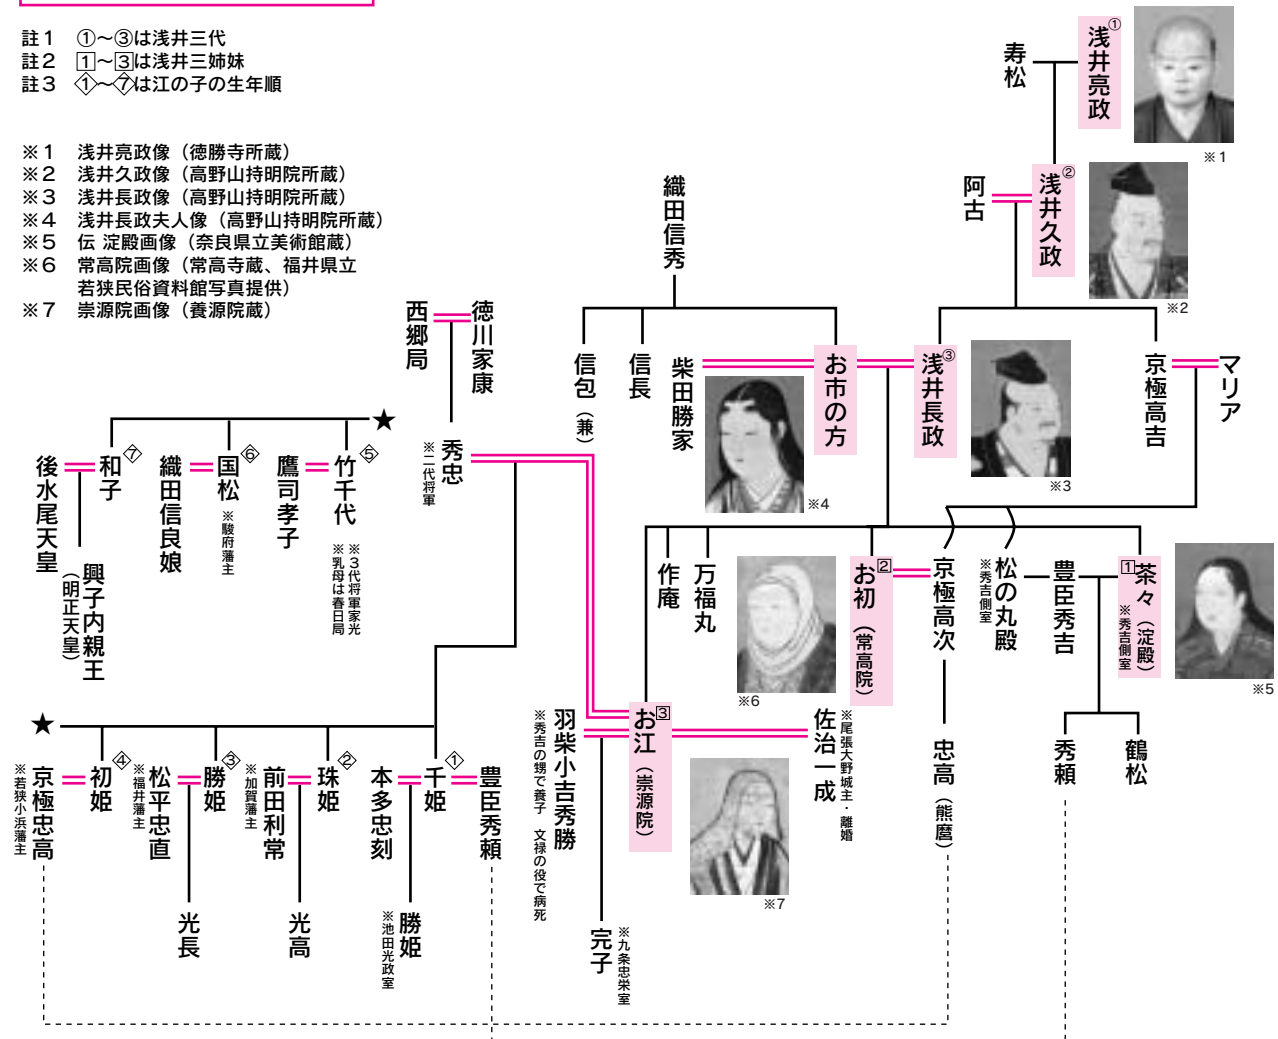 註1 ①～③は浅井三代
註2 1～3は浅井三姉妹
註3 ①～⑦は江の子の生年順
※1 浅井亮政像（徳勝寺所蔵）
※2 浅井久政像（高野山持明院所蔵）
※3 浅井長政像（高野山持明院所蔵）
※4 浅井長政夫人像（高野山持明院所蔵）
※5 伝 淀殿画像（奈良県立美術館蔵）
※6 常高院画像（常高寺蔵、福井県立
若狭民俗資料館写真提供）
※7 崇源院画像（養源院蔵）
①
浅井亮政
寿松
※1
②
浅井久政
阿古
※2
織田信秀
信包（兼）
信長
お市の方
柴田勝家
※4
③
浅井長政
※3
京極高吉
マリア
徳川家康
西郷局
秀忠
※二代将軍
★
⑤
竹千代
※3代将軍家光
※乳母は春日局
鷹司孝子
⑥
国松
※駿府藩主
織田信良娘
⑦
和子
後水尾天皇
興子内親王
（明正天皇）
1
茶々（淀殿）
※秀吉側室
※5
豊臣秀吉
松の丸殿
※秀吉側室
京極高次
2
お初（常高院）
※6
万福丸
作庵
鶴松
秀頼
忠高（熊麿）
佐治一成
※尾張大野城主・離婚
3
お江（崇源院）
※7
羽柴小吉秀勝
※秀吉の甥で養子 文禄の役で病死
完子
※九条忠栄室
★
豊臣秀頼
①
千姫
本多忠刻
勝姫
※池田光政室
②
珠姫
前田利常
※加賀藩主
光高
③
勝姫
松平忠直
※福井藩主
光長
④
初姫
京極忠高
※若狭小浜藩主